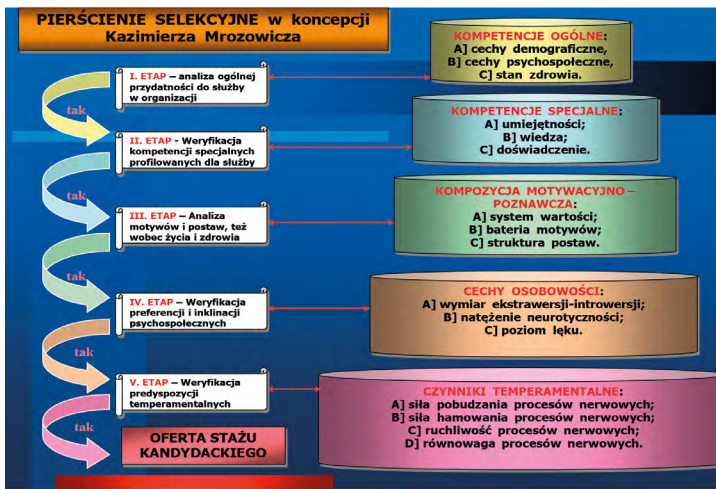 PIERŚCIENIE SELEKCYJNE w koncepcji
Kazimierza Mrozowicza
KOMPETENCJE OGÓLNE:
A] cechy demograficzne,
B] cechy psychospołeczne,
C] stan zdrowia.
I. ETAP – analiza ogólnej
przydatności do służby
w organizacji
tak
KOMPETENCJE SPECJALNE:
A] umiejętności;
B] wiedza;
C] doświadczenie.
II. ETAP - Weryfikacja
kompetencji specjalnych
profilowanych dla służby
tak
KOMPOZYCJA MOTYWACYJNO –
POZNAWCZA:
A] system wartości;
B] bateria motywów;
C] struktura postaw.
III. ETAP – Analiza
motywów i postaw, też
wobec życia i zdrowia
tak
CECHY OSOBOWOŚCI:
A] wymiar ekstrawersji-introwersji;
B] natężenie neurotyczności;
C] poziom lęku.
IV. ETAP – Weryfikacja
preferencji i inklinacji
psychospołecznych
tak
CZYNNIKI TEMPERAMENTALNE:
A] siła pobudzania procesów nerwowych;
B] siła hamowania procesów nerwowych;
C] ruchliwość procesów nerwowych;
D] równowaga procesów nerwowych.
V. ETAP – Weryfikacja
predyspozycji
temperamentalnych
tak
OFERTA STAŻU
KANDYDACKIEGO